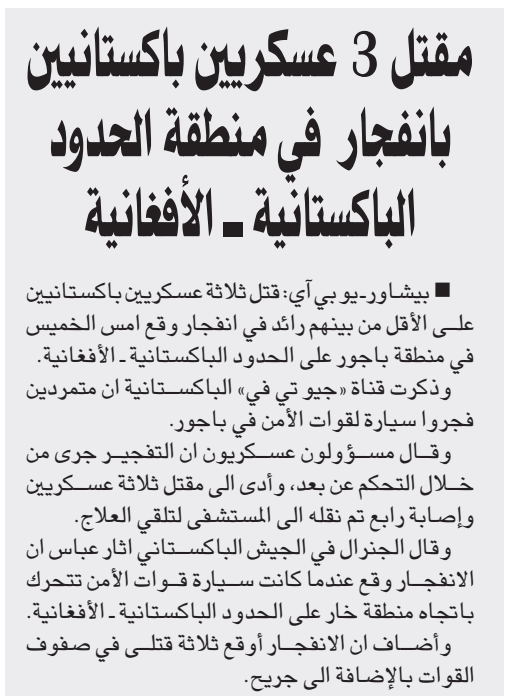 مقتل 3 عسكريين باكستانيين
بانفجار في منطقة الحدود
الباكستانية ـ الأفغانية
■ بيشاور ـ يو بي آي: قتل ثلاثة عسكريين باكستانيين
على الأقل من بينهم رائد في انفجار وقع امس الخميس
في منطقة باجور على الحدود الباكستانية ـ الأفغانية.
وذكرت قناة «جيو تي في» الباكستانية ان متمردين
فجروا سيارة لقوات الأمن في باجور.
وقال مسؤولون عسكريون ان التفجير جرى من
خلال التحكم عن بعد، وأدى الى مقتل ثلاثة عسكريين
وإصابة رابع تم نقله الى المستشفى لتلقي العلاج.
وقال الجنرال في الجيش الباكستاني اثار عباس ان
الانفجار وقع عندما كانت سيارة قوات الأمن تتحرك
باتجاه منطقة خار على الحدود الباكستانية ـ الأفغانية.
وأضاف ان الانفجار أوقع ثلاثة قتلى في صفوف
القوات بالإضافة الى جريح.